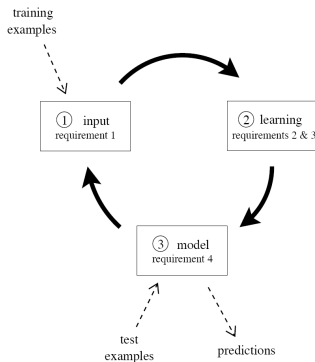 training
examples
1 input
requirement 1
2 learning
requirements 2 & 3
3 model
requirement 4
test
examples
predictions